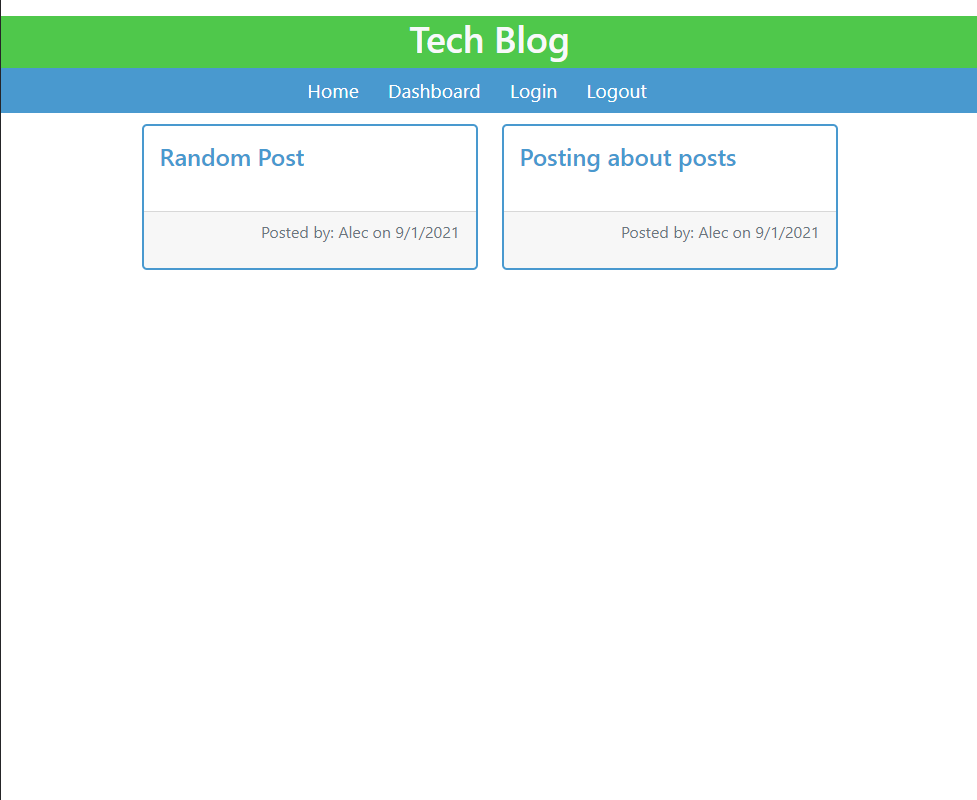 Tech Blog
Home Dashboard Login Logout
Random Post
Posted by: Alec on 9/1/2021
Posting about posts
Posted by: Alec on 9/1/2021